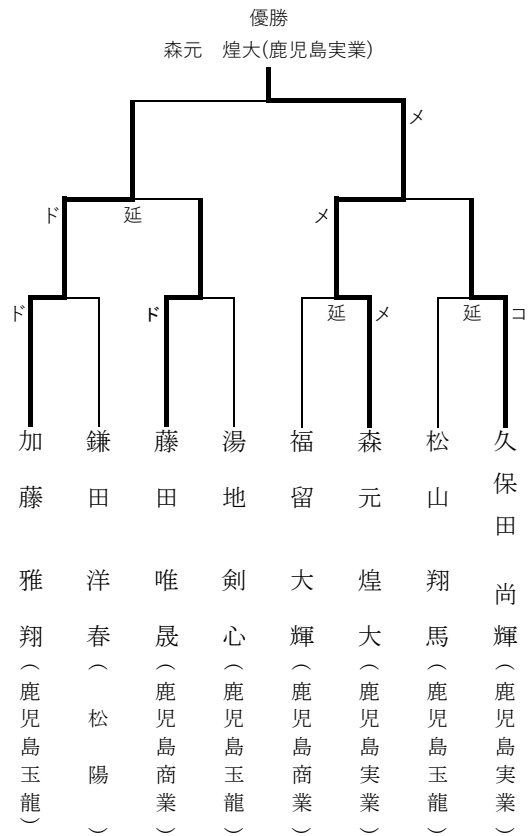 優勝
森元　煌大(鹿児島実業)
メ
ド
延
メ
ド
ド
延
メ
延
コ
加藤　雅翔(鹿児島玉龍)
鎌田　洋春(松陽)
藤田　唯晟(鹿児島商業)
湯地　剣心(鹿児島玉龍)
福留　大輝(鹿児島商業)
森元　煌大(鹿児島実業)
松山　翔馬(鹿児島玉龍)
久保田　尚輝(鹿児島実業)